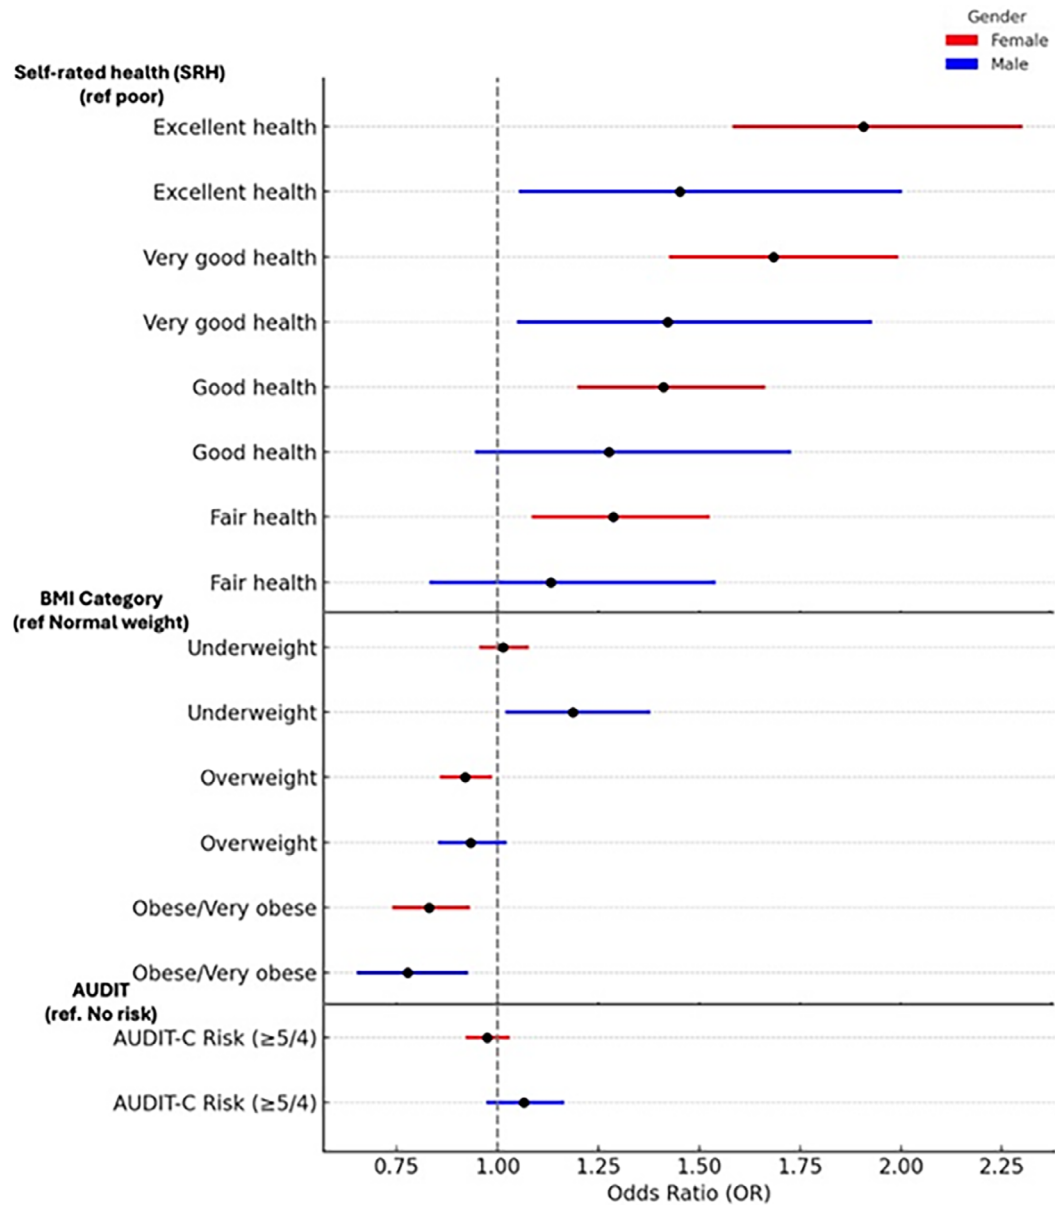 Gender
Female
Male
Self-rated health (SRH)
(ref poor)
Excellent health
Excellent health
Very good health
Very good health
Good health
Good health
Fair health
Fair health
BMI Category
(ref Normal weight)
Underweight
Underweight
Overweight
Overweight
Obese/Very obese
Obese/Very obese
AUDIT
(ref. No risk)
AUDIT-C Risk (≥5/4)
AUDIT-C Risk (≥5/4)
0.75 1.00 1.25 1.50 1.75 2.00 2.25
Odds Ratio (OR)